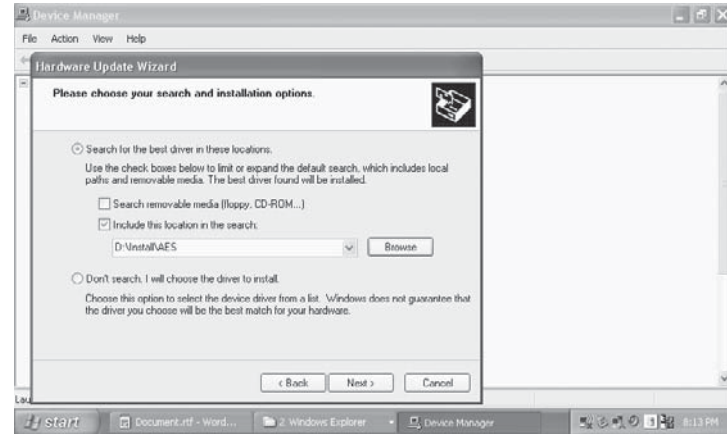 Device Manager
File Action View Help
Hardware Update Wizard
Please choose your search and installation options.
Search for the best driver in these locations.
Use the check boxes below to limit or expand the default search, which includes local
paths and removable media. The best driver found will be installed.
Search removable media (floppy, CD-ROM...)
Include this location in the search:
D:\Install\AES
Browse
Don't search. I will choose the driver to install.
Choose this option to select the device driver from a list. Windows does not guarantee that
the driver you choose will be the best match for your hardware.
< Back Next > Cancel
Lau
start Document.rtf - Word... 2 Windows Explorer Device Manager 8:13 PM